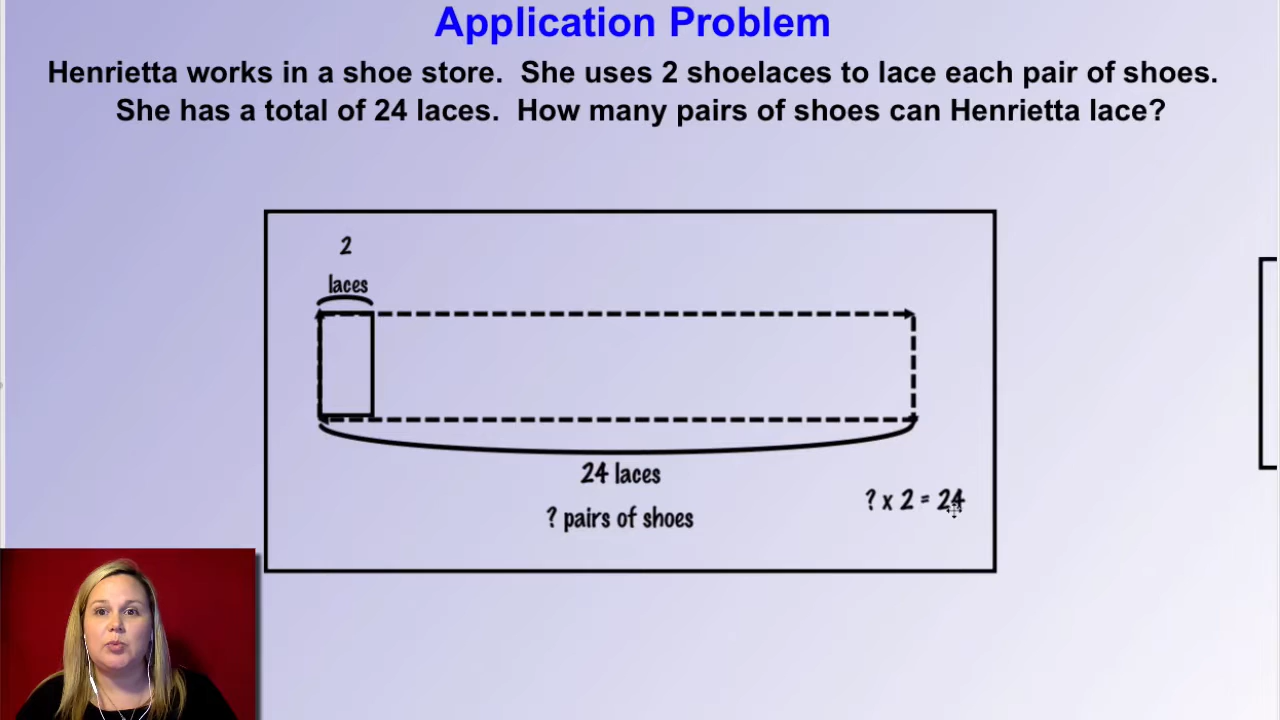 Application Problem
Henrietta works in a shoe store. She uses 2 shoelaces to lace each pair of shoes.
She has a total of 24 laces. How many pairs of shoes can Henrietta lace?
2
laces
24 laces
? x 2 = 24
? pairs of shoes